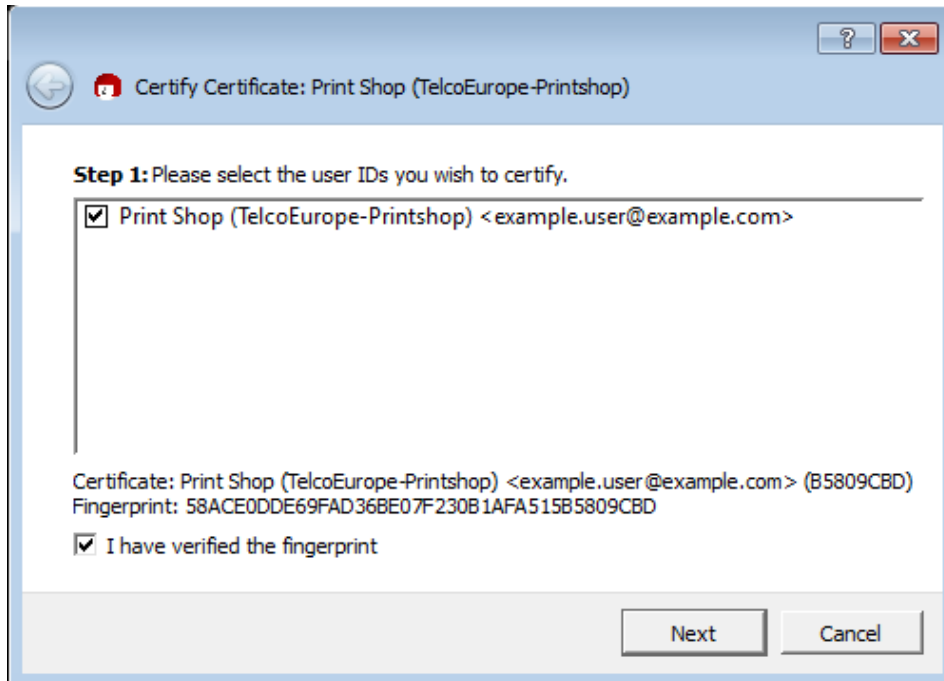 ?
Certify Certificate: Print Shop (TelcoEurope-Printshop)
Step 1: Please select the user IDs you wish to certify.
Print Shop (TelcoEurope-Printshop) <example.user@example.com>
Certificate: Print Shop (TelcoEurope-Printshop) <example.user@example.com> (B5809CBD)
Fingerprint: 58ACE0DDE69FAD36BE07F230B1AFA515B5809CBD
I have verified the fingerprint
Next Cancel